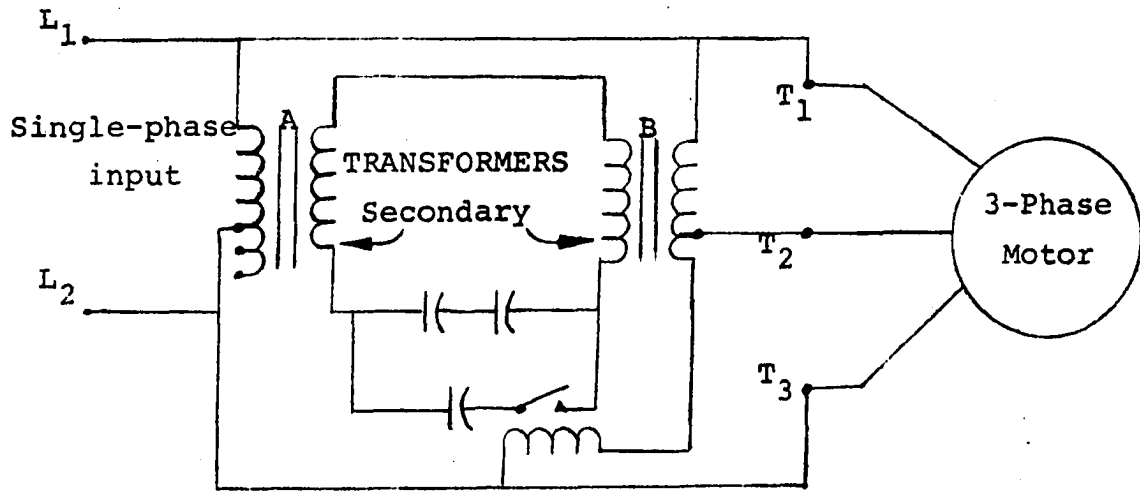 L1
T1
Single-phase
input
A
B
TRANSFORMERS
Secondary
3-Phase
Motor
T2
L2
T3